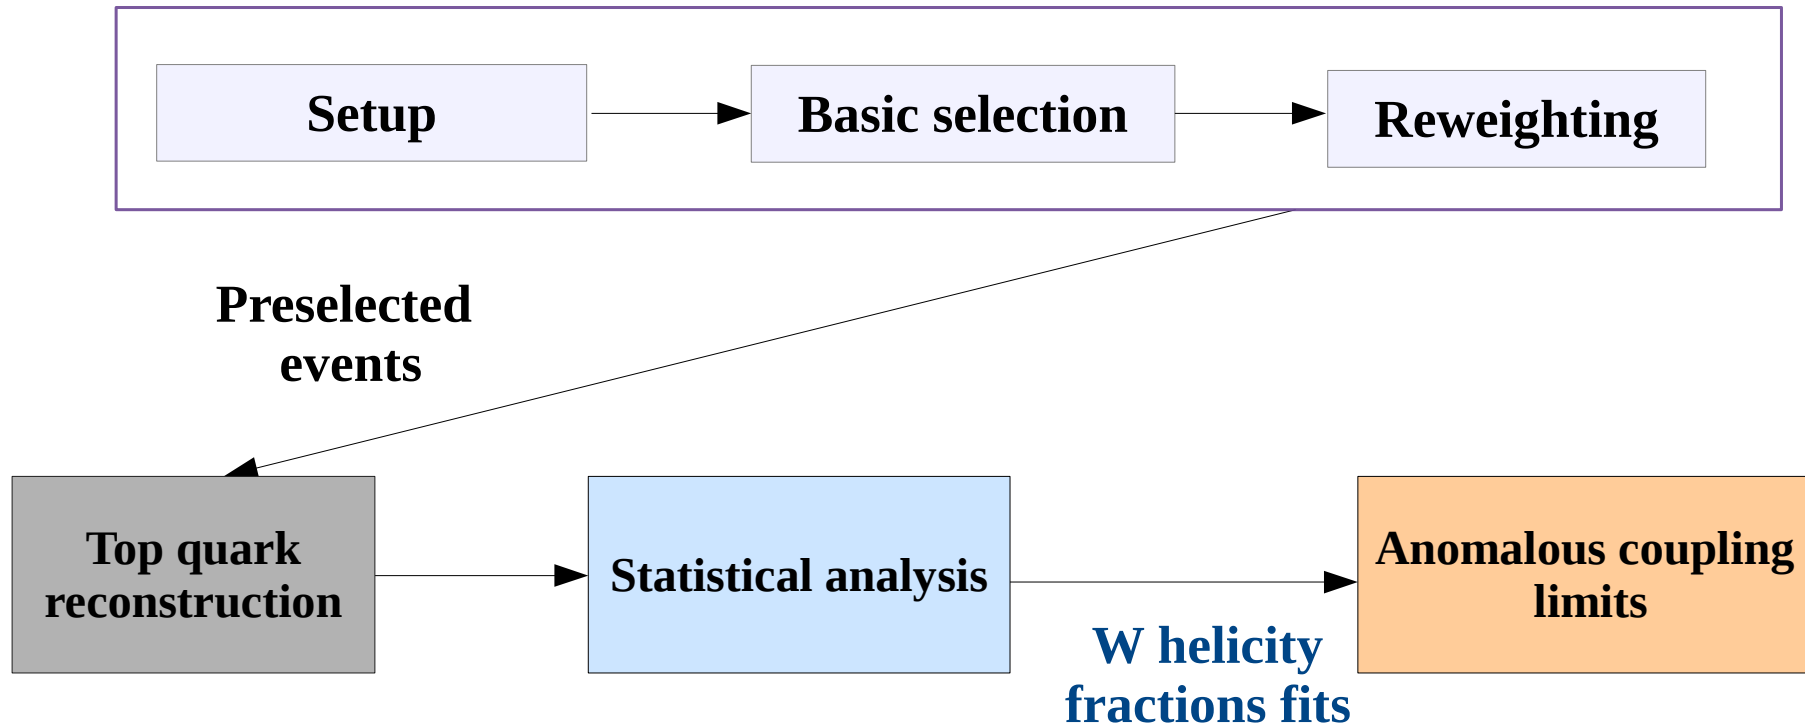 Setup
Basic selection
Reweighting
Preselected
events
Top quark
reconstruction
Statistical analysis
Anomalous coupling
limits
W helicity
fractions fits